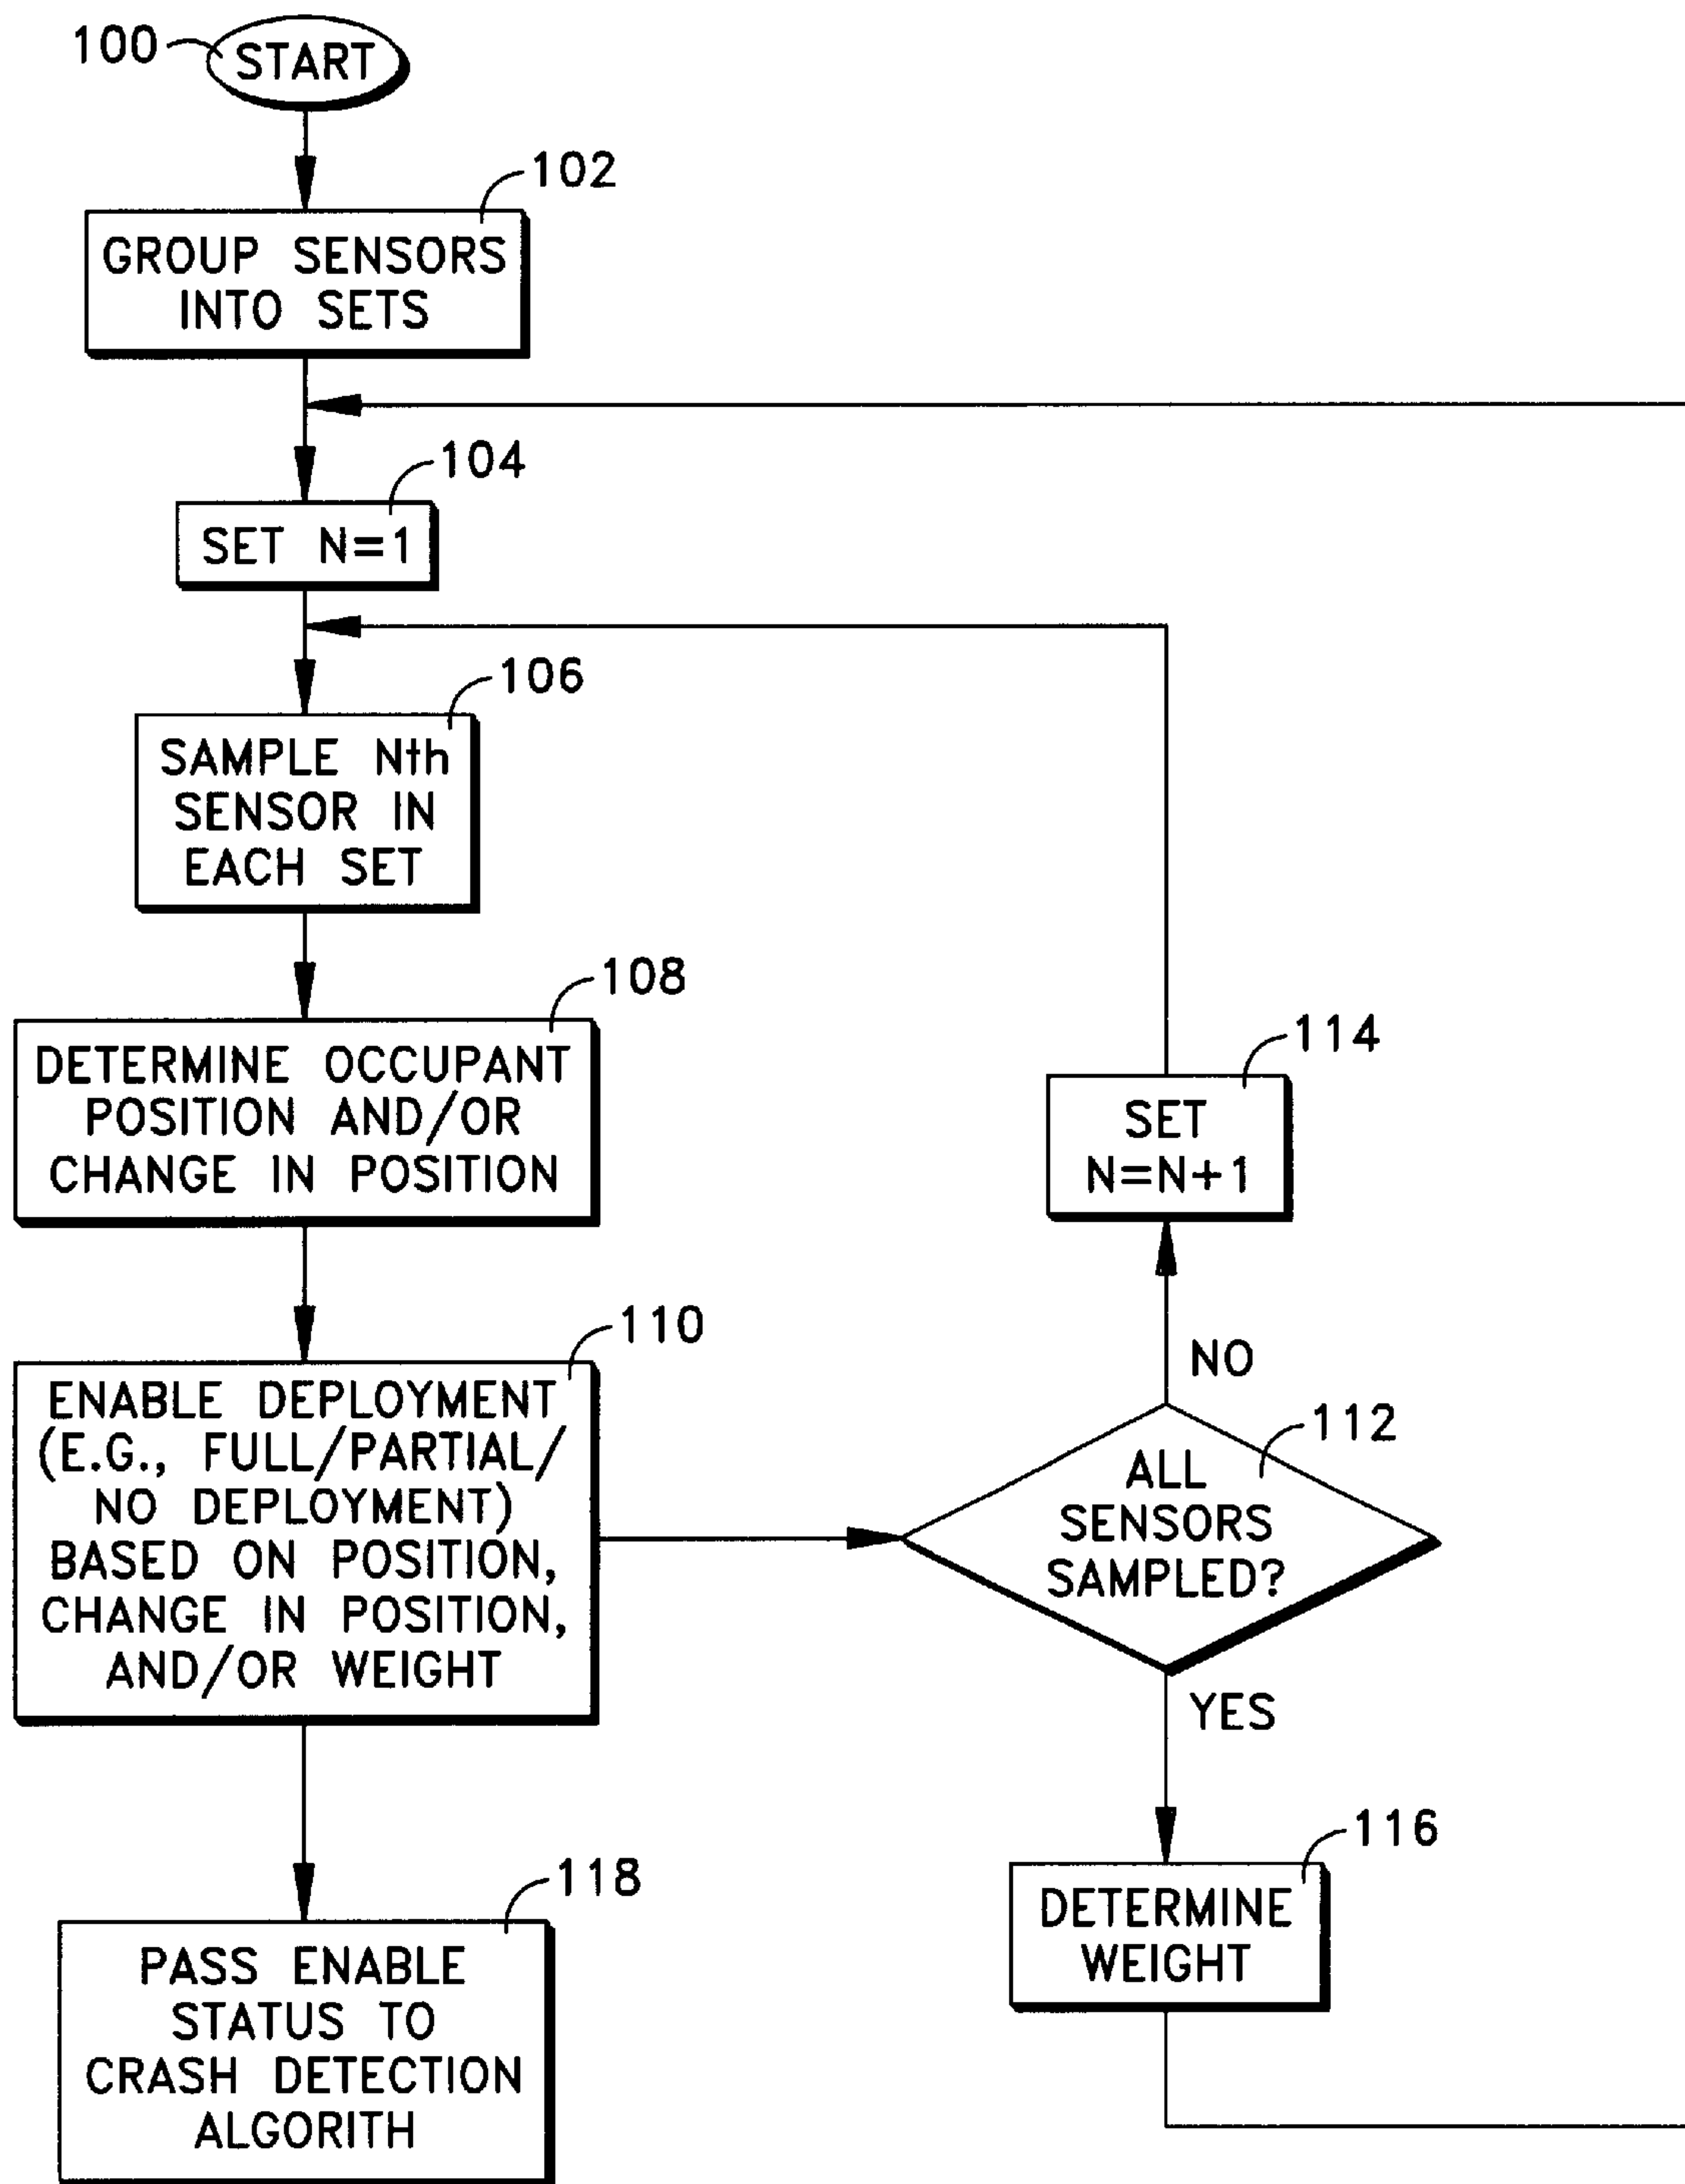 100
START
102
GROUP SENSORS
INTO SETS
104
SET N=1
106
SAMPLE Nth
SENSOR IN
EACH SET
108
DETERMINE OCCUPANT
POSITION AND/OR
CHANGE IN POSITION
110
ENABLE DEPLOYMENT
(E.G., FULL/PARTIAL/
NO DEPLOYMENT)
BASED ON POSITION,
CHANGE IN POSITION,
AND/OR WEIGHT
112
ALL
SENSORS
SAMPLED?
NO
114
SET
N=N+1
YES
116
DETERMINE
WEIGHT
118
PASS ENABLE
STATUS TO
CRASH DETECTION
ALGORITH